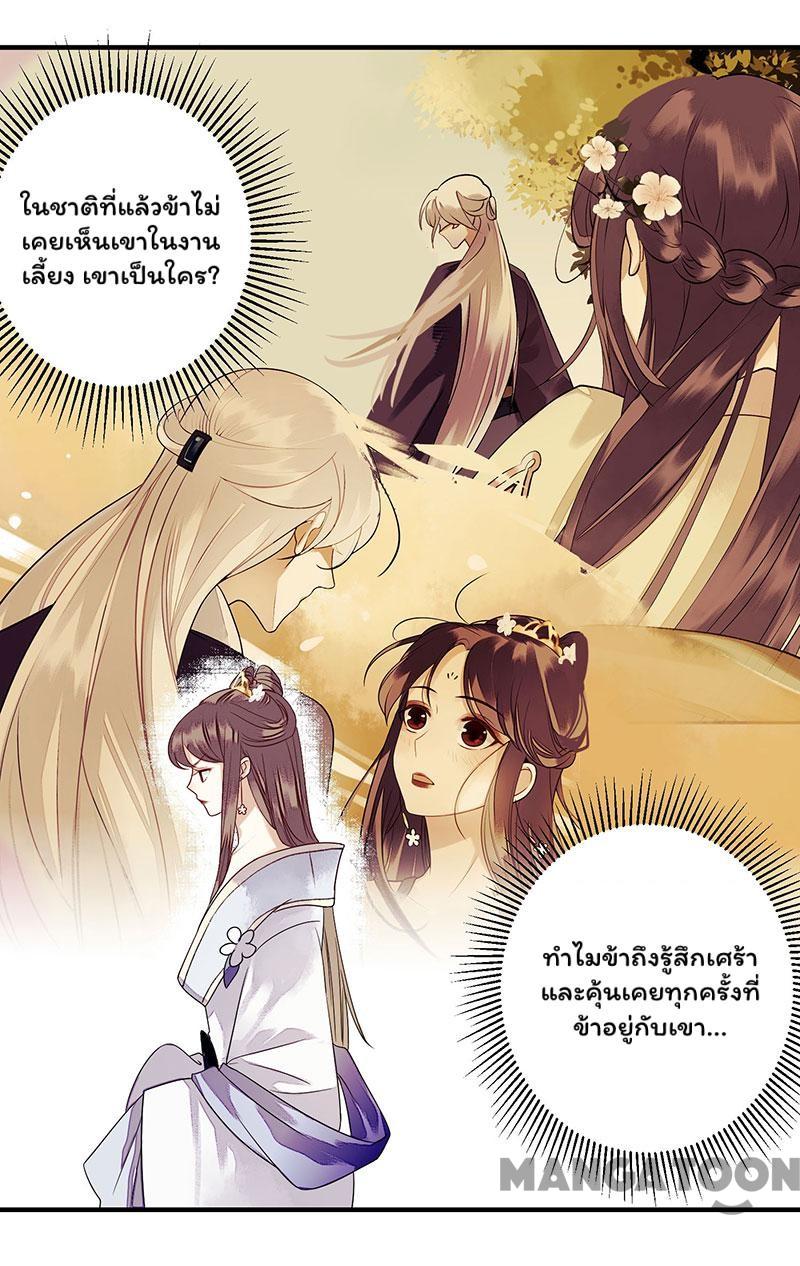 ในชาติที่แล้วข้าไม่
เคยเห็นเขาในงาน
เลี้ยง เขาเป็นใคร?
ทำไมข้าถึงรู้สึกเศร้า
และคุ้นเคยทุกครั้งที่
ข้าอยู่กับเขา...
MANGATOON